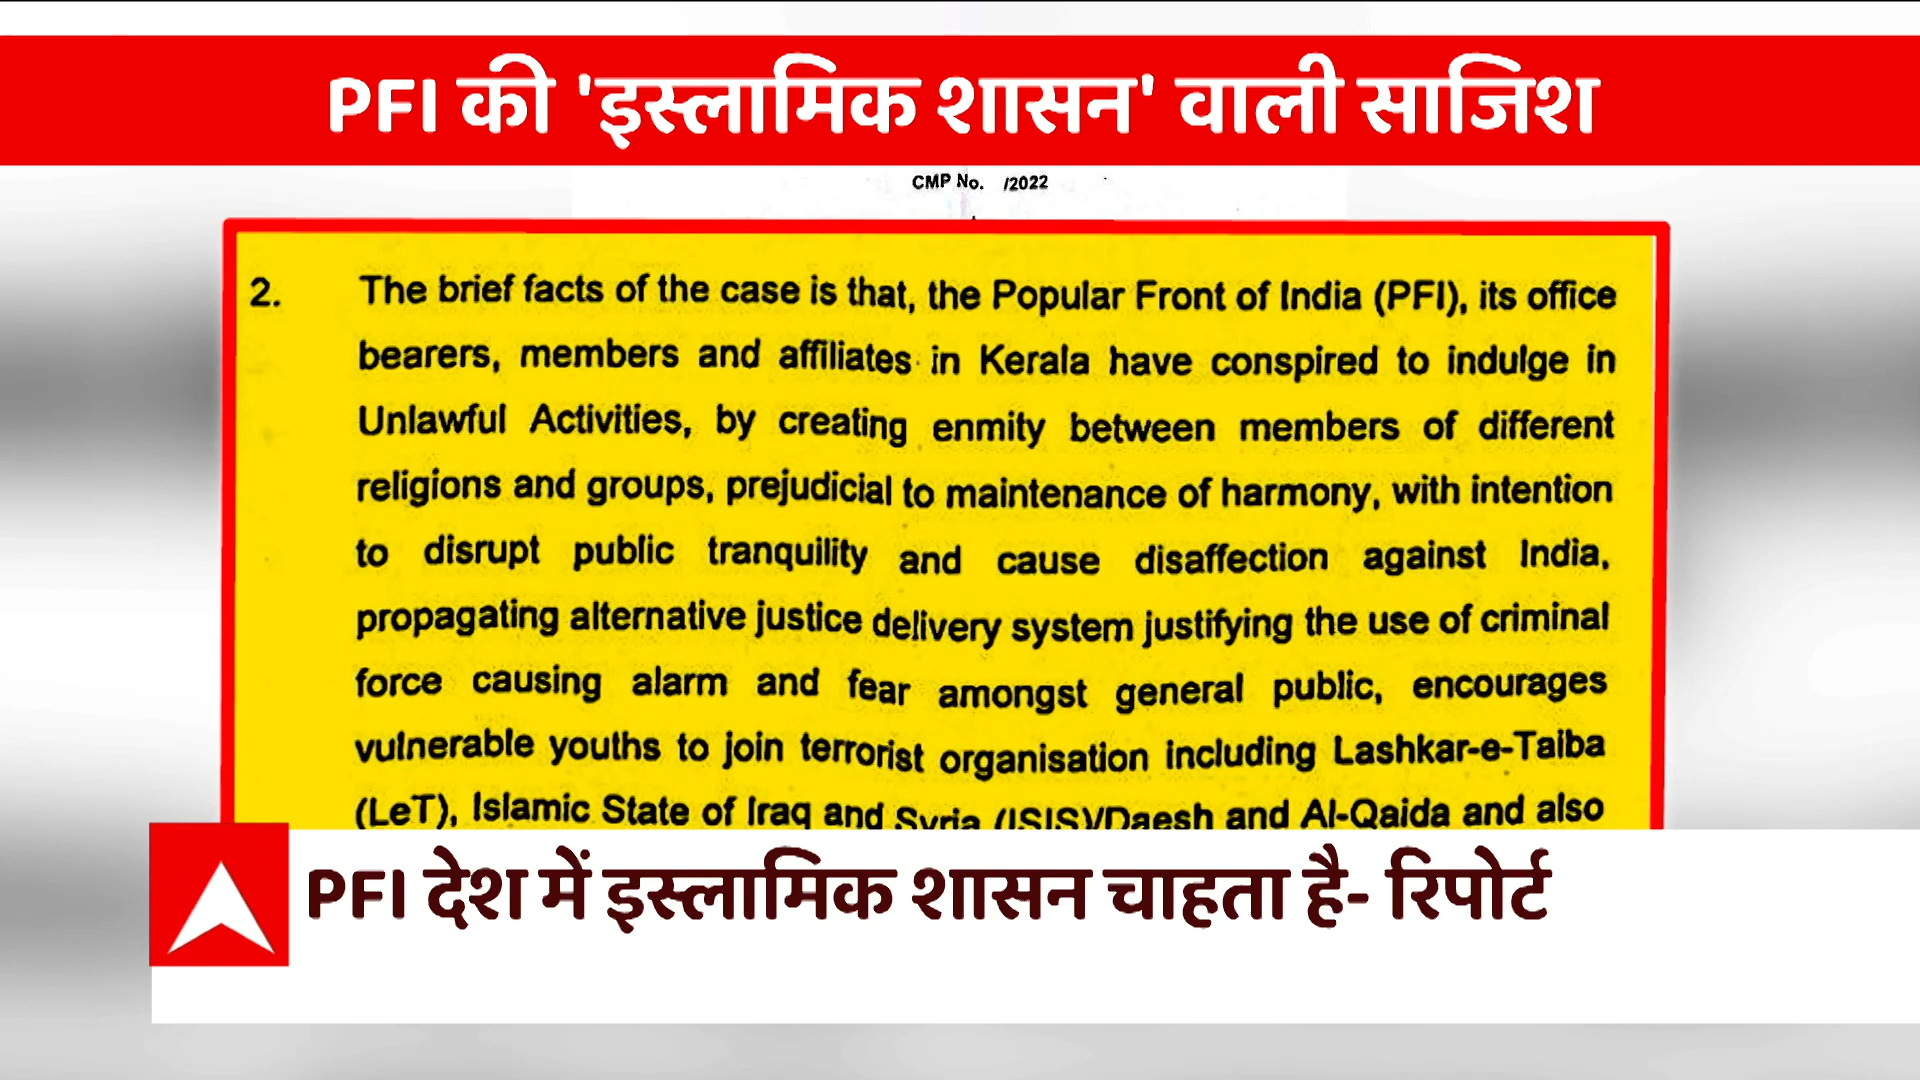 PFI की 'इस्लामिक शासन' वाली साजिश
CMP No. /2022
2. The brief facts of the case is that, the Popular Front of India (PFI), its office
bearers, members and affiliates in Kerala have conspired to indulge in
Unlawful Activities, by creating enmity between members of different
religions and groups, prejudicial to maintenance of harmony, with intention
to disrupt public tranquility and cause disaffection against India,
propagating alternative justice delivery system justifying the use of criminal
force causing alarm and fear amongst general public, encourages
vulnerable youths to join terrorist organisation including Lashkar-e-Taiba
(LeT), Islamic State of Iraq and Syria (ISIS)/Daesh and Al-Qaida and also
PFI देश में इस्लामिक शासन चाहता है- रिपोर्ट